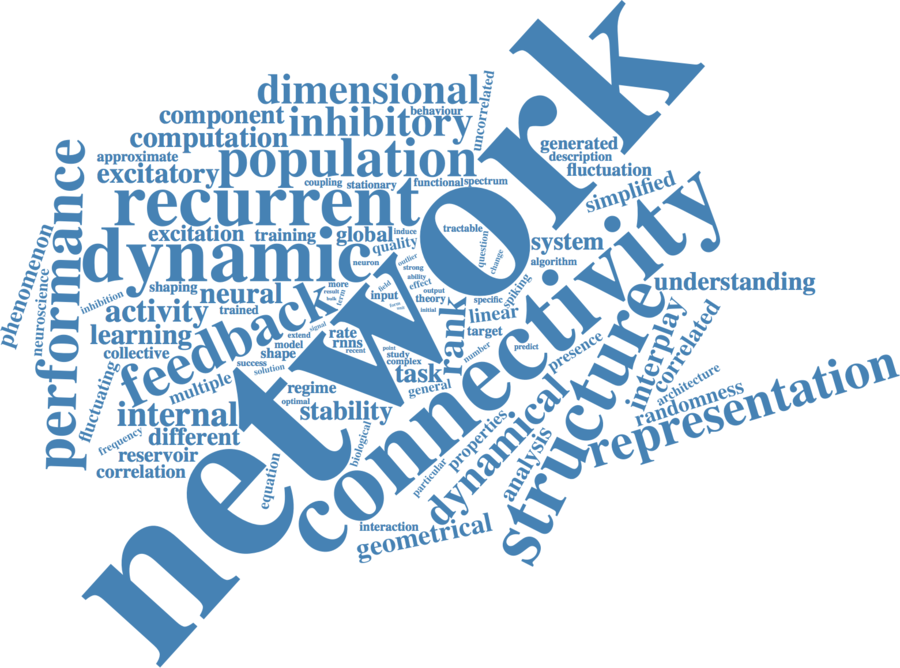 network
connectivity
recurrent
dynamic
population
feedback
structure
representation
performance
dimensional
inhibitory
dynamical
component
behaviour
uncorrelated
computation
approximate
excitatory
coupling
stationary
functional
spectrum
generated
description
fluctuation
simplified
excitation
training
global
induce
quality
tractable
question
change
system
algorithm
phenomenon
neuroscience
inhibition
shaping
neural
neuron
outlier
strong
ability
effect
output
theory
initial
specific
spiking
understanding
activity
trained
more
result
bulk
term
field
input
form
rank
linear
target
interplay
correlated
learning
collective
signal
extend
model
rate
rnns
recent
point
study
complex
number
predict
presence
architecture
randomness
fluctuating
multiple
success
shape
solution
regime
optimal
task
general
internal
stability
frequency
different
reservoir
correlation
equation
biological
particular
properties
analysis
interaction
geometrical